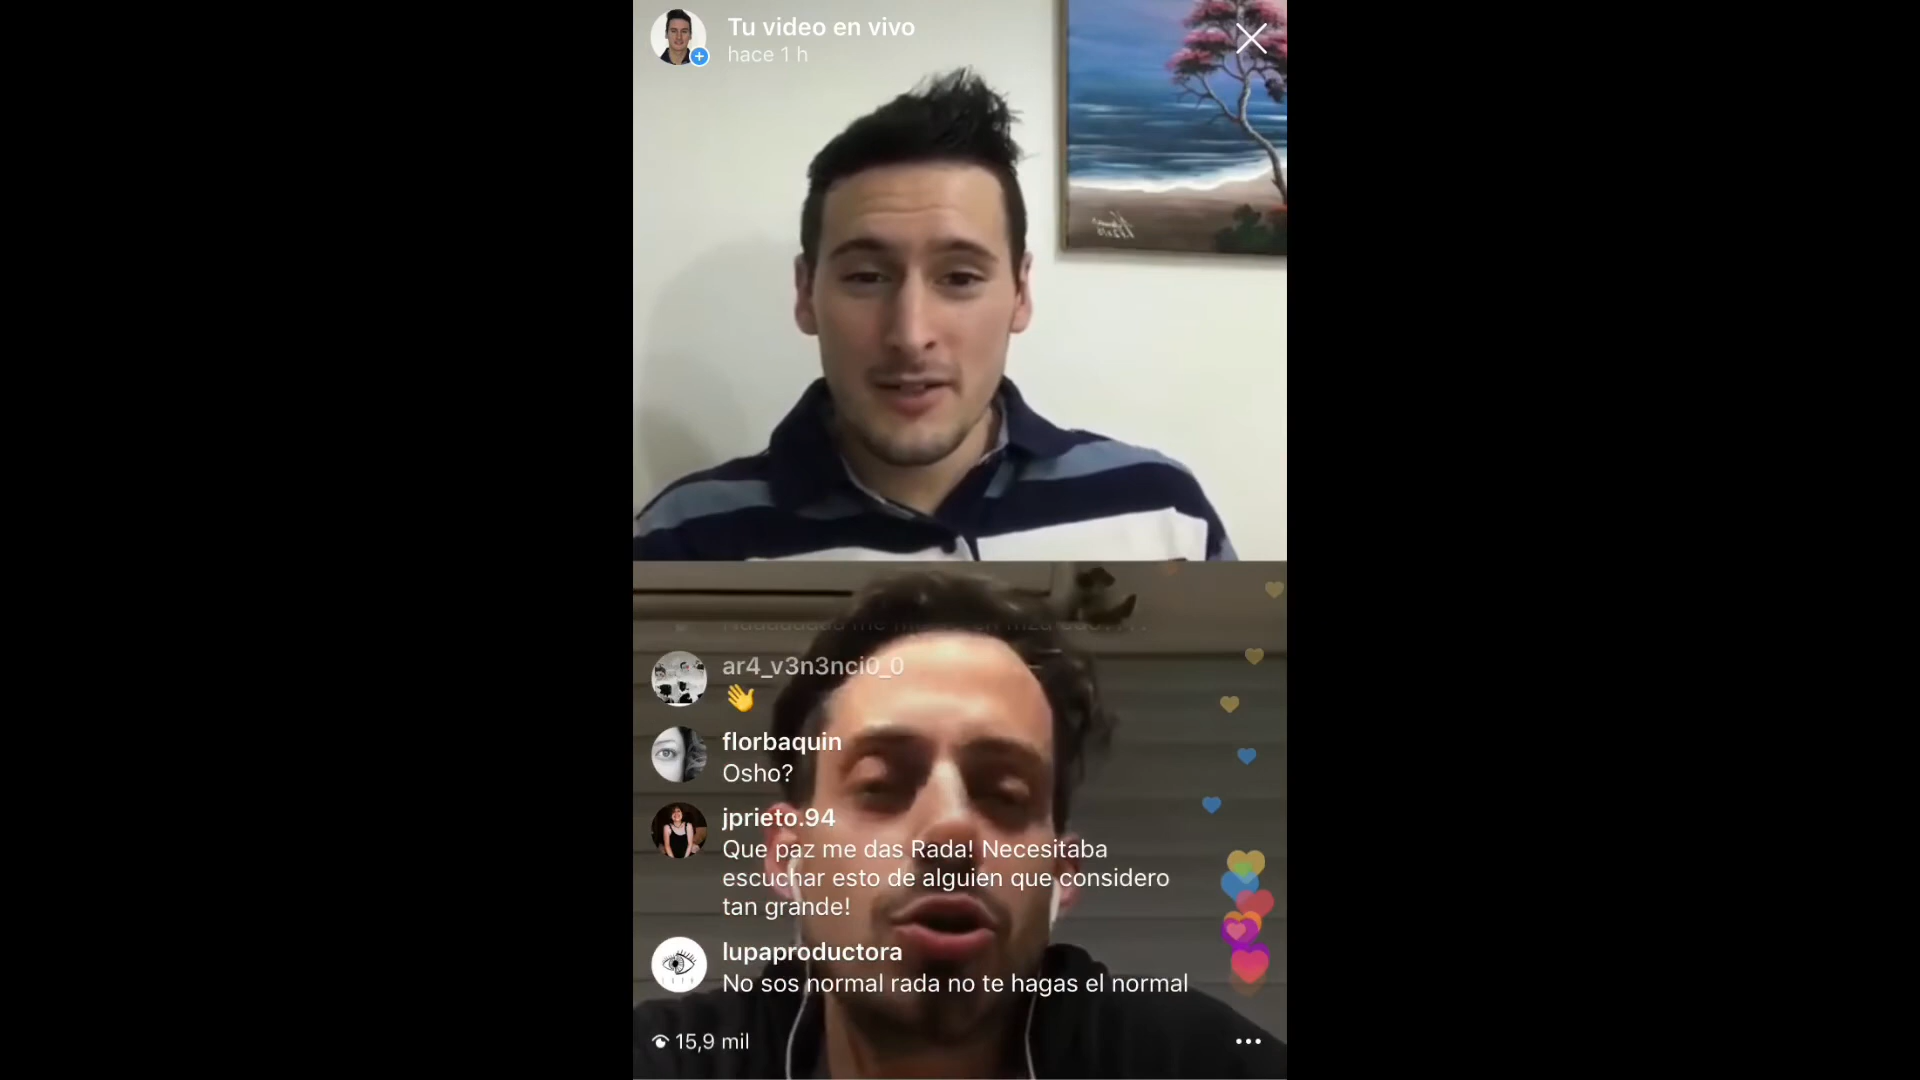 Tu video en vivo
hace 1 h
ar4_v3n3nci0_0
👋
florbaquin
Osho?
jprieto.94
Que paz me das Rada! Necesitaba
escuchar esto de alguien que considero
tan grande!
lupaproductora
No sos normal rada no te hagas el normal
15,9 mil